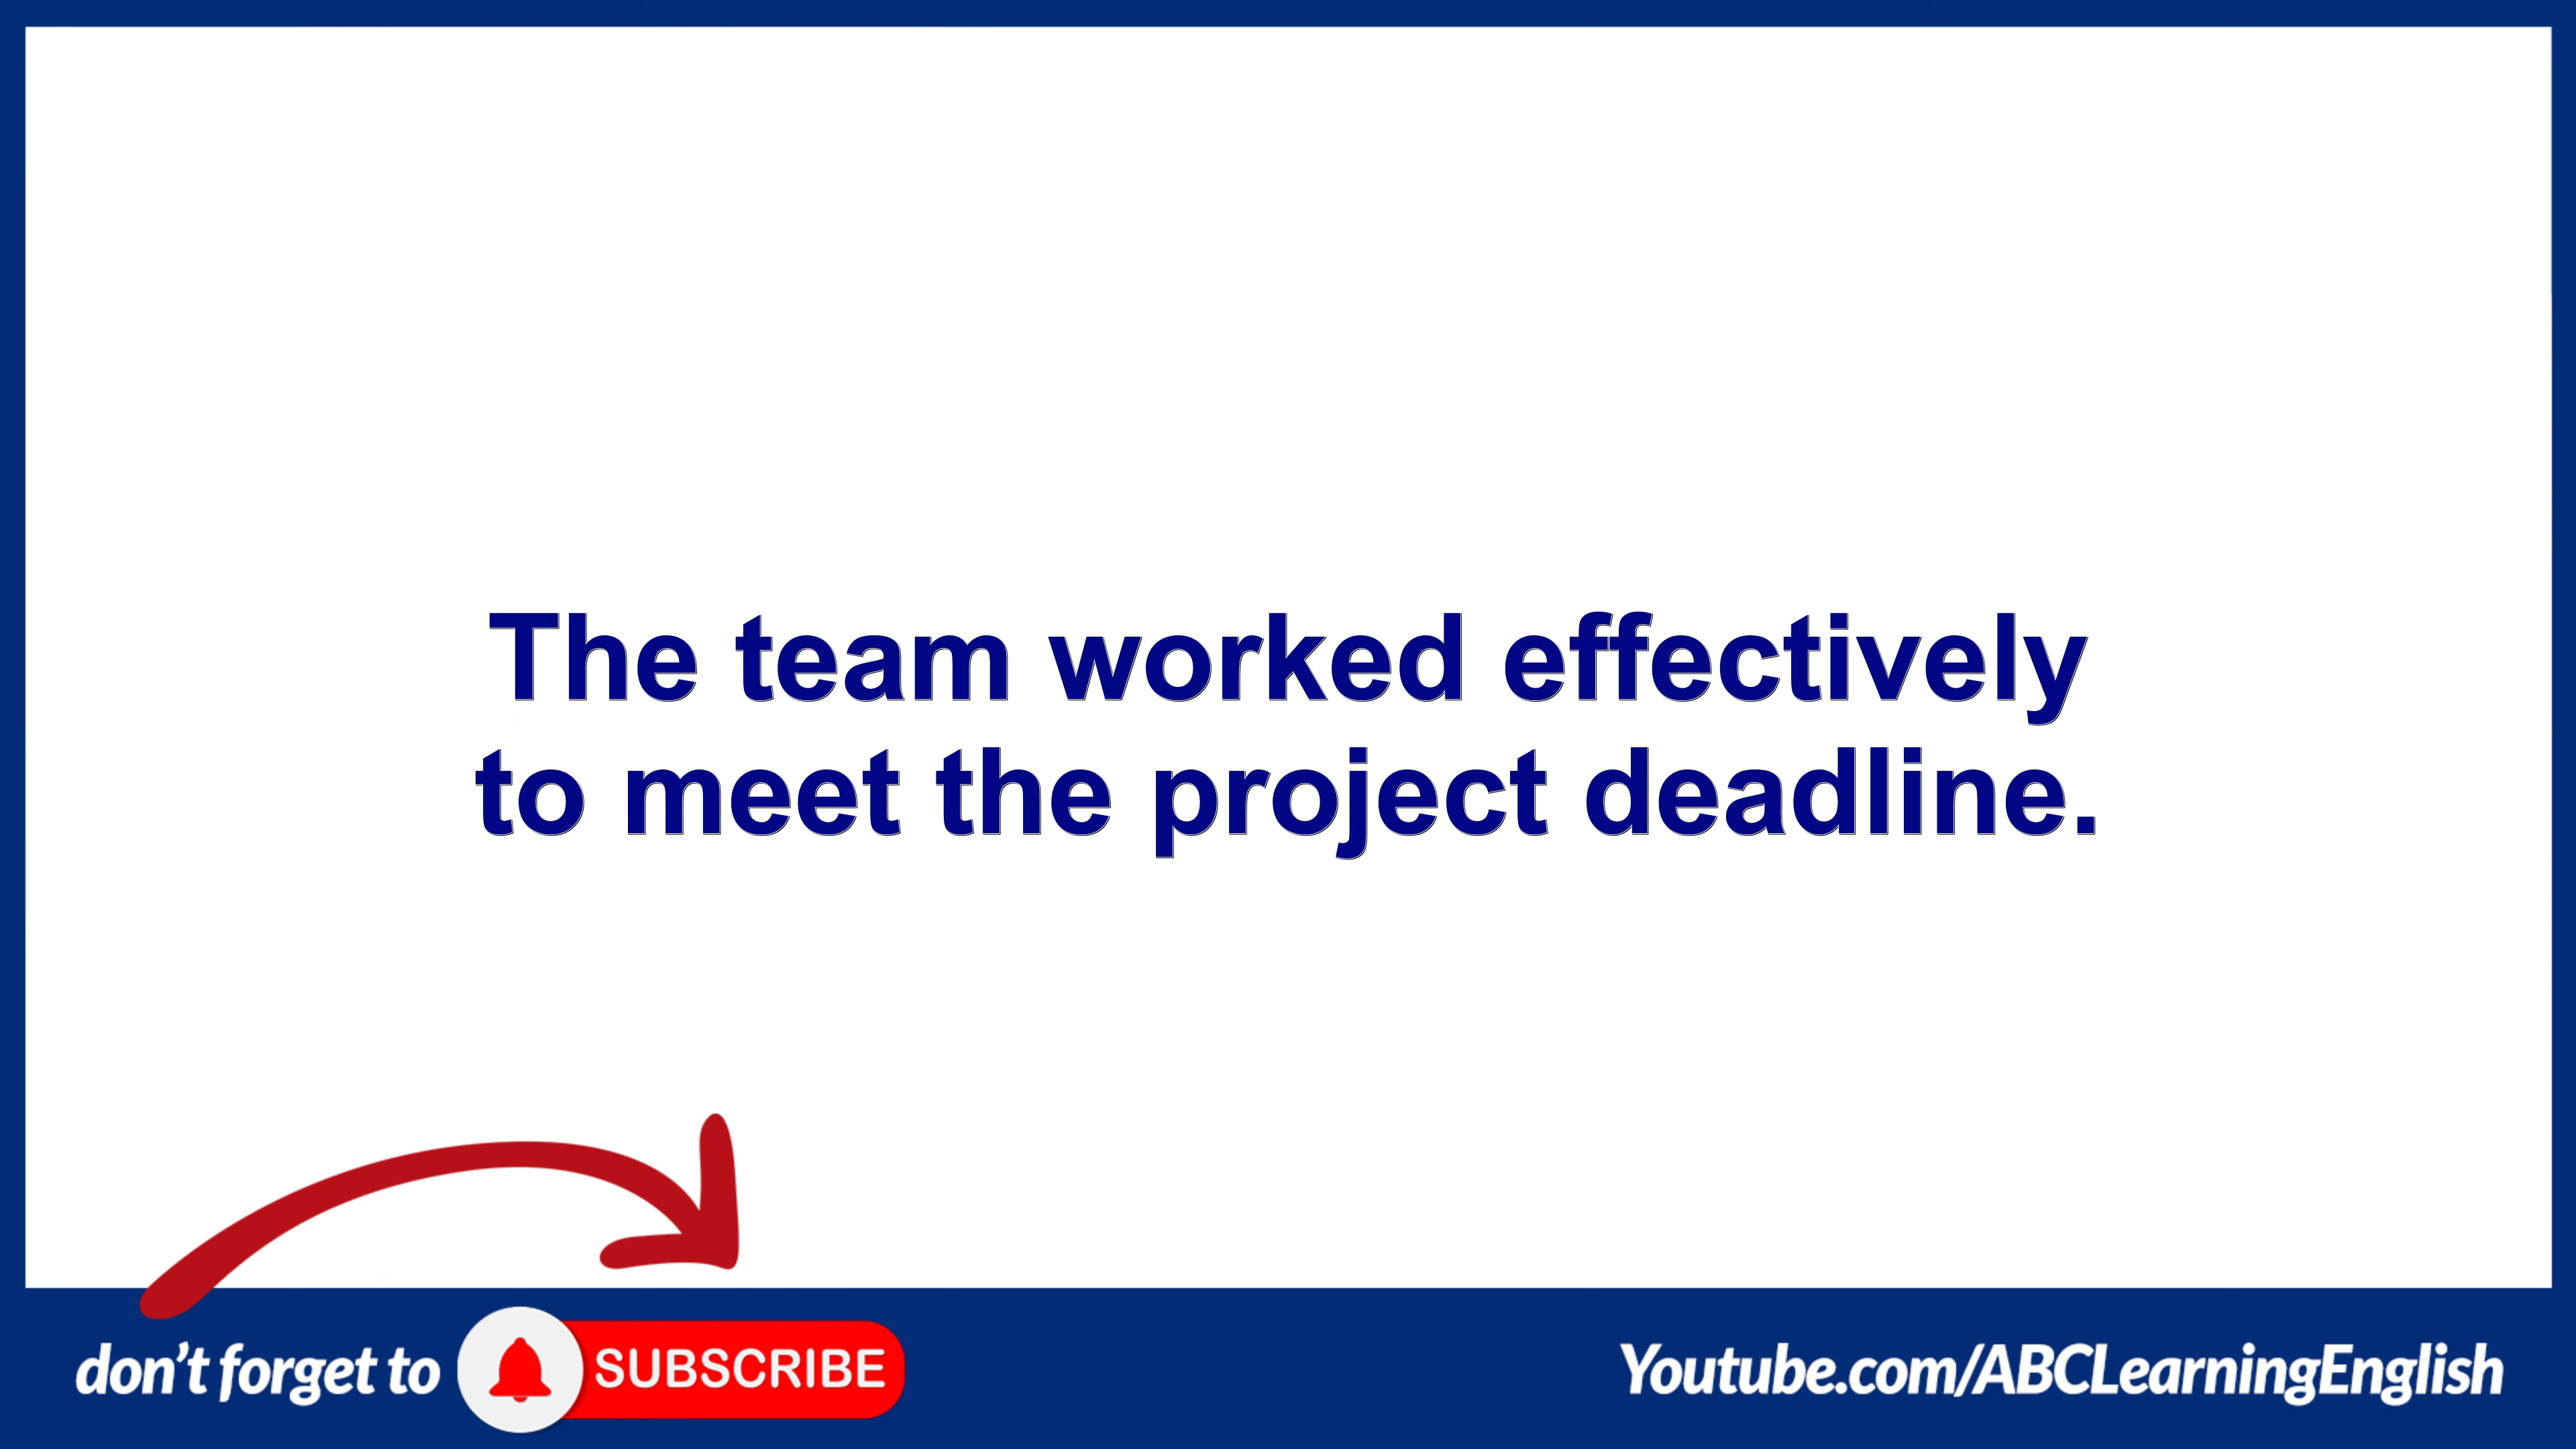 The team worked effectively
to meet the project deadline.
don't forget to SUBSCRIBE
Youtube.com/ABCLearningEnglish